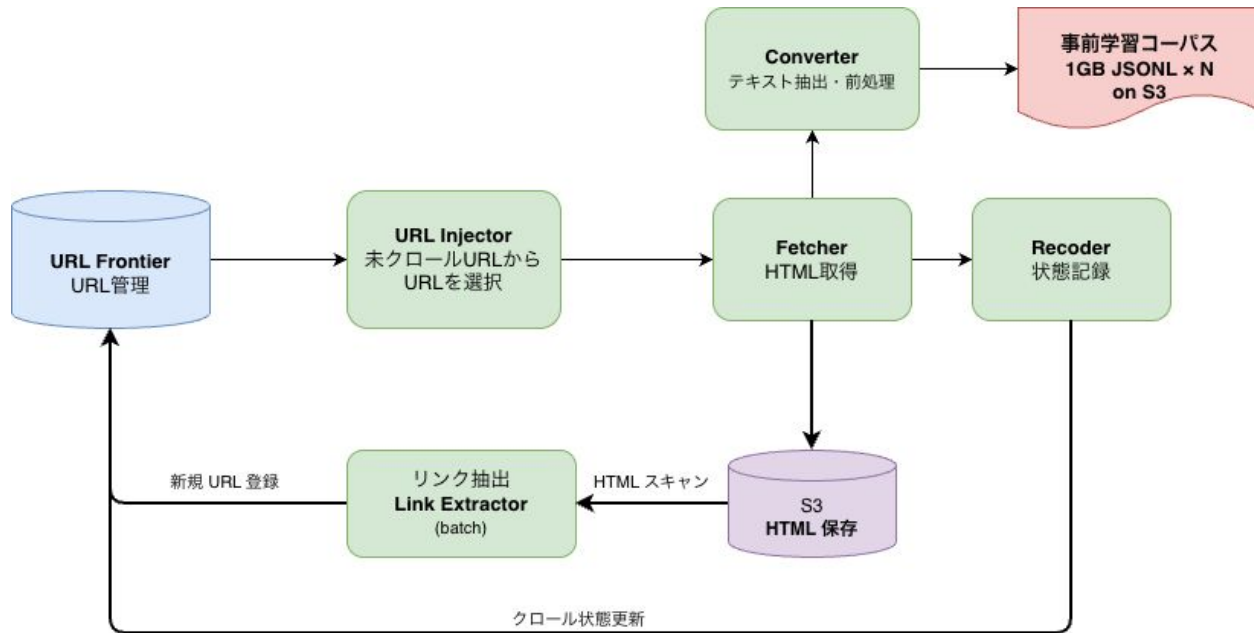 Converter
テキスト抽出・前処理
事前学習コーパス
1GB JSONL × N
on S3
URL Frontier
URL管理
URL Injector
未クロールURLから
URLを選択
Fetcher
HTML取得
Recoder
状態記録
新規 URL 登録
リンク抽出
Link Extractor
(batch)
HTML スキャン
S3
HTML 保存
クロール状態更新